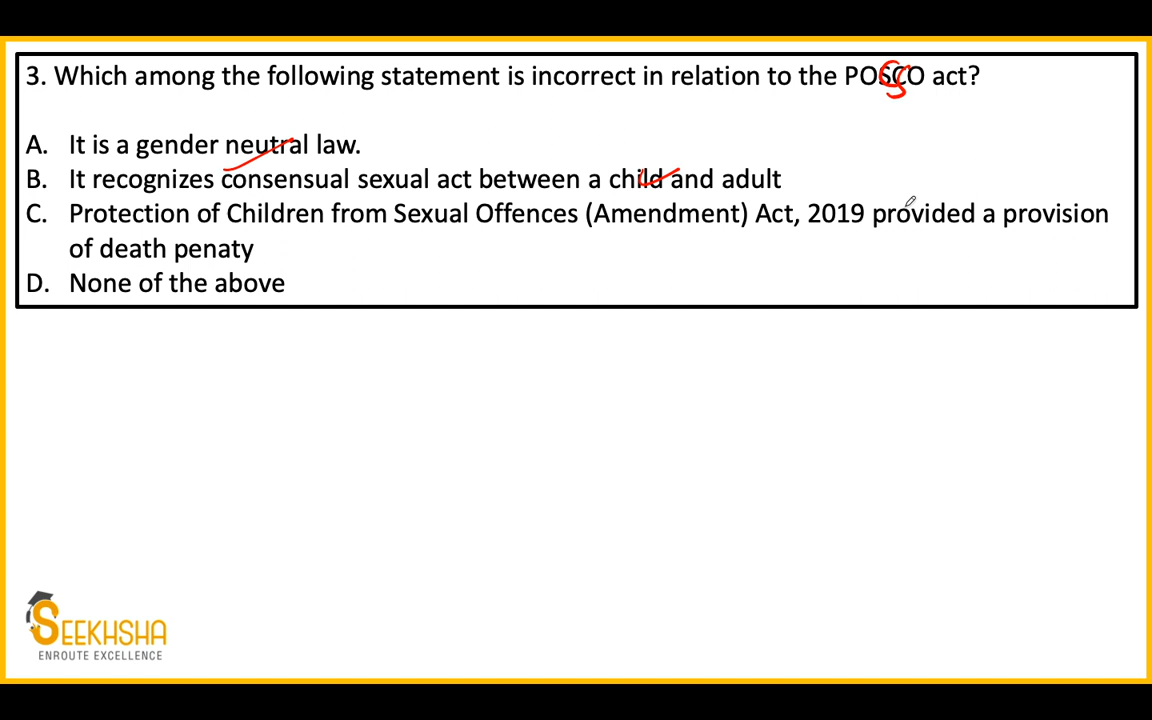 3. Which among the following statement is incorrect in relation to the POSCO act?
A. It is a gender neutral law.
B. It recognizes consensual sexual act between a child and adult
C. Protection of Children from Sexual Offences (Amendment) Act, 2019 provided a provision
of death penaty
D. None of the above
SEEKHSHA
ENROUTE EXCELLENCE